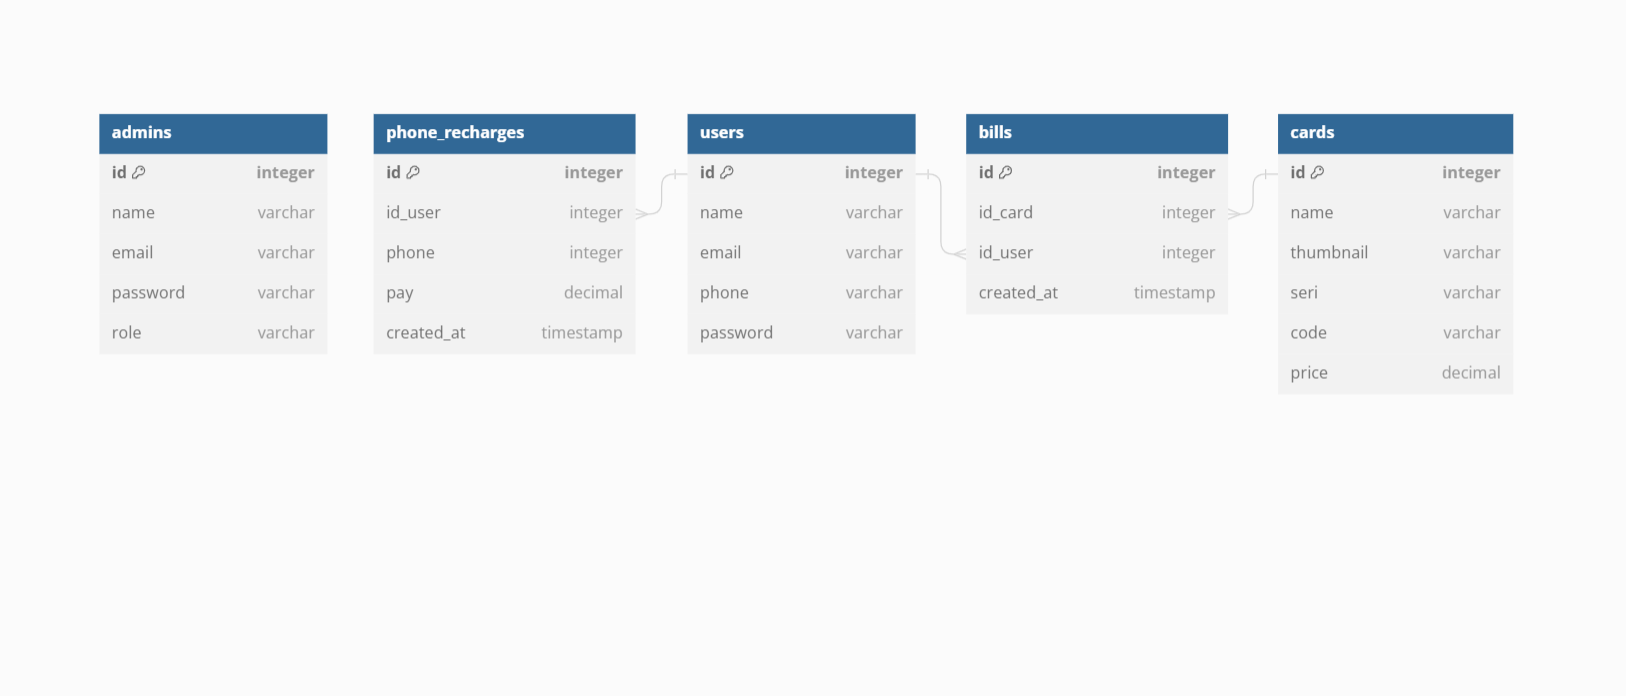 admins
id integer
name varchar
email varchar
password varchar
role varchar
phone_recharges
id integer
id_user integer
phone integer
pay decimal
created_at timestamp
users
id integer
name varchar
email varchar
phone varchar
password varchar
bills
id integer
id_card integer
id_user integer
created_at timestamp
cards
id integer
name varchar
thumbnail varchar
seri varchar
code varchar
price decimal